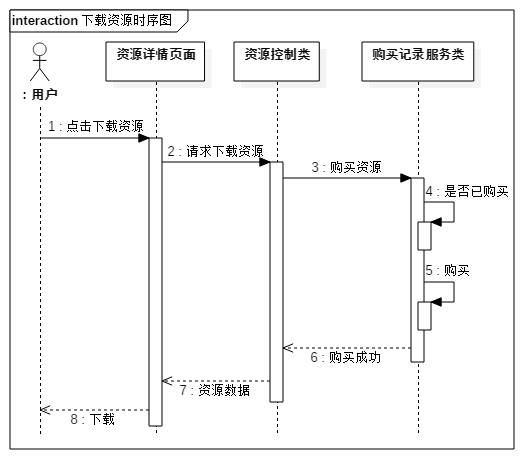 interaction 下载资源时序图
资源详情页面
资源控制类
购买记录服务类
: 用户
1 : 点击下载资源
2 : 请求下载资源
3 : 购买资源
4 : 是否已购买
5 : 购买
6 : 购买成功
7 : 资源数据
8 : 下载